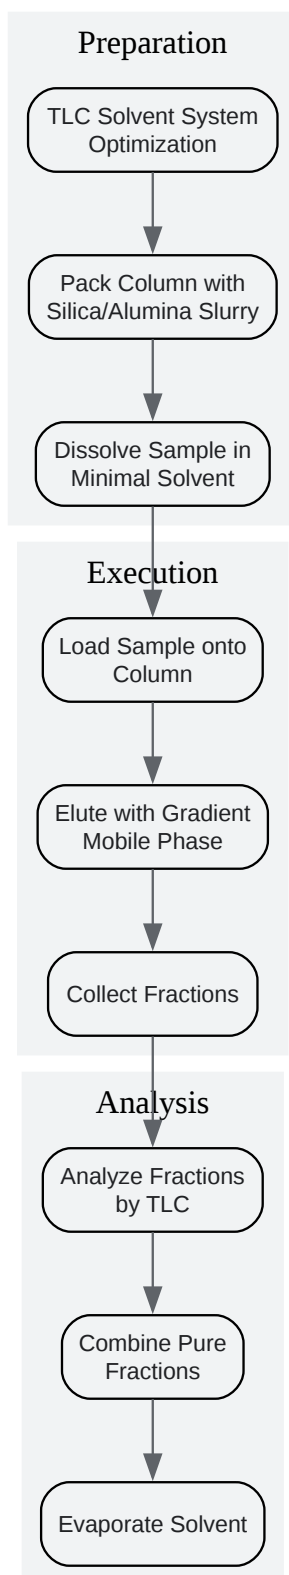 Preparation
TLC Solvent System
Optimization
Pack Column with
Silica/Alumina Slurry
Dissolve Sample in
Minimal Solvent
Execution
Load Sample onto
Column
Elute with Gradient
Mobile Phase
Collect Fractions
Analysis
Analyze Fractions
by TLC
Combine Pure
Fractions
Evaporate Solvent